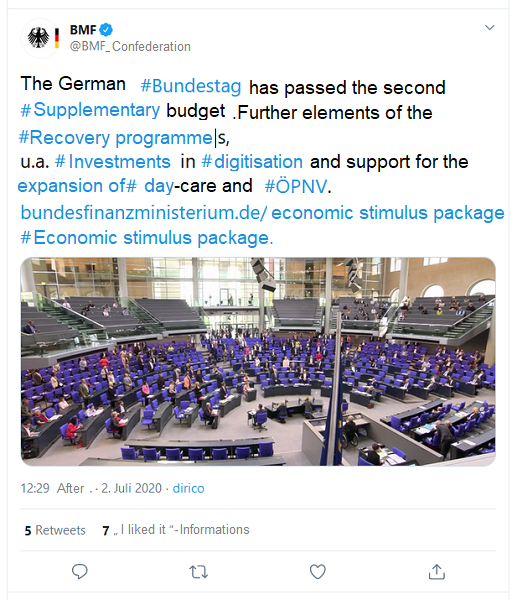 BMF
@BMF_Confederation
The German #Bundestag has passed the second
#Supplementary budget .Further elements of the
#Recovery programme|s,
u.a. #Investments in #digitisation and support for the
expansion of# day-care and #ÖPNV.
bundesfinanzministerium.de/ economic stimulus package
#Economic stimulus package.
12:29 After . · 2. Juli 2020 · dirico
5 Retweets 7 „ I liked it “-Informations